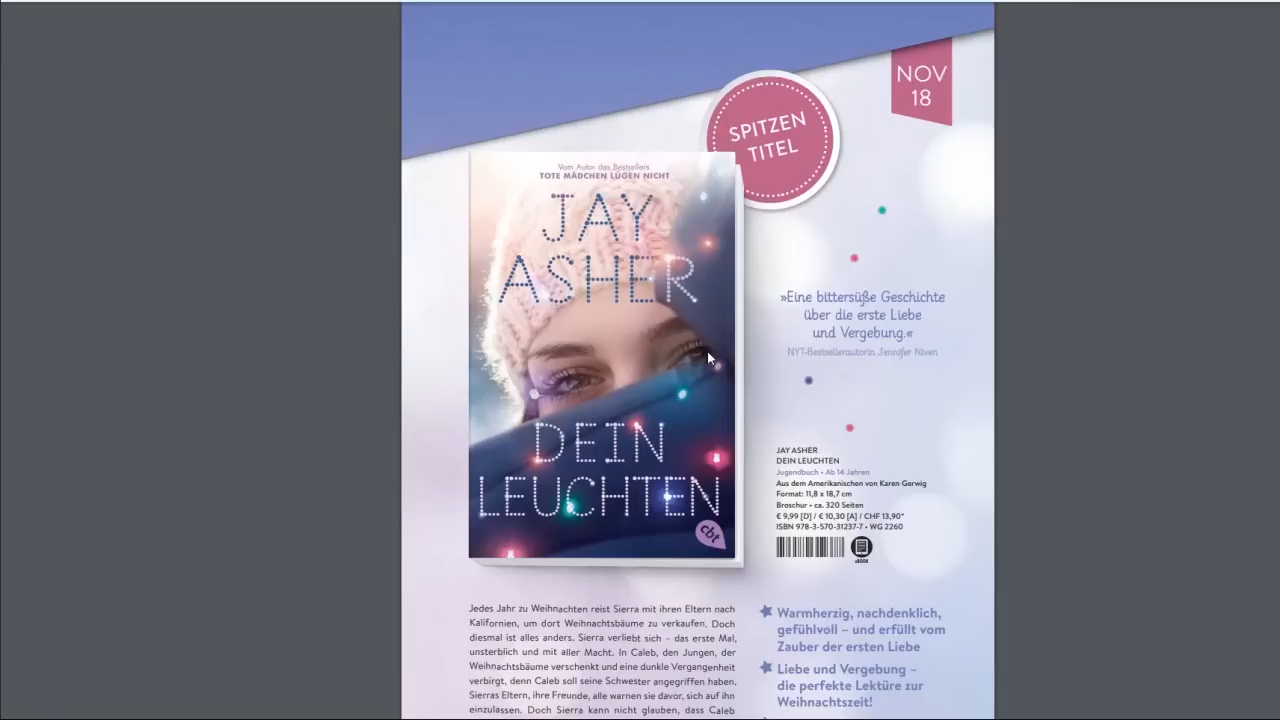 NOV
18
SPITZEN
TITEL
Vom Autor des Bestsellers
TOTE MÄDCHEN LÜGEN NICHT
JAY
ASHER
DEIN
LEUCHTEN
cbt
»Eine bittersüße Geschichte
über die erste Liebe
und Vergebung.«
NYT-Bestsellerautorin Jennifer Niven
JAY ASHER
DEIN LEUCHTEN
Jugendbuch • Ab 14 Jahren
Aus dem Amerikanischen von Karen Gerwig
Format: 11,8 x 18,7 cm
Broschur • ca. 320 Seiten
€ 9,99 [D] / € 10,30 [A] / CHF 13,90*
ISBN 978-3-570-31237-7 • WG 2260
eBOOK
Jedes Jahr zu Weihnachten reist Sierra mit ihren Eltern nach
Kalifornien, um dort Weihnachtsbäume zu verkaufen. Doch
diesmal ist alles anders. Sierra verliebt sich – das erste Mal,
unsterblich und mit aller Macht. In Caleb, den Jungen, der
Weihnachtsbäume verschenkt und eine dunkle Vergangenheit
verbirgt, denn Caleb soll seine Schwester angegriffen haben.
Sierras Eltern, ihre Freunde, alle warnen sie davor, sich auf ihn
einzulassen. Doch Sierra kann nicht glauben, dass Caleb
Warmherzig, nachdenklich,
gefühlvoll – und erfüllt vom
Zauber der ersten Liebe
Liebe und Vergebung –
die perfekte Lektüre zur
Weihnachtszeit!